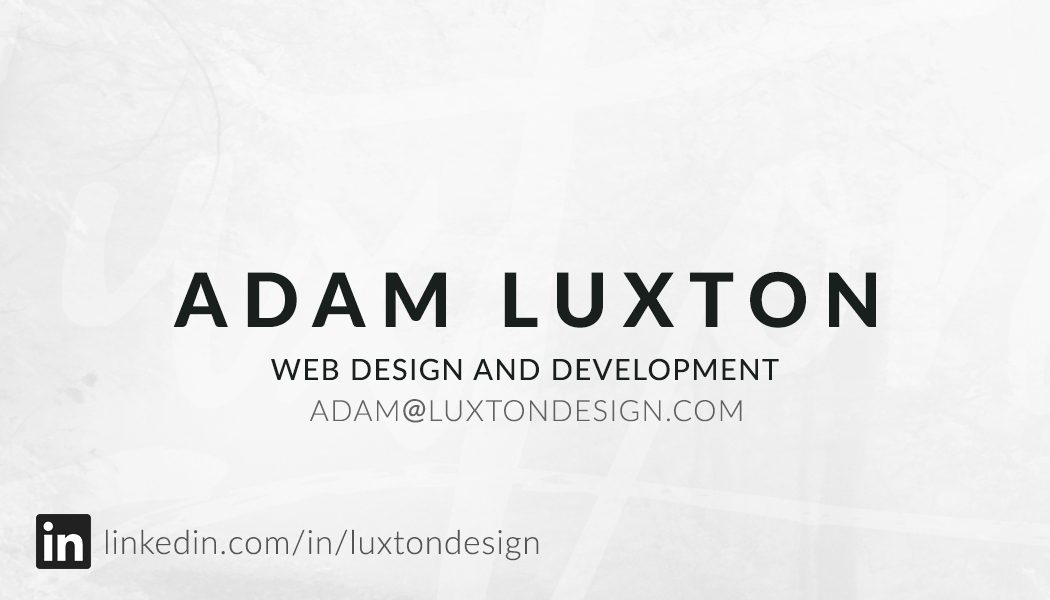 ADAM LUXTON
WEB DESIGN AND DEVELOPMENT
ADAM@LUXTONDESIGN.COM
in linkedin.com/in/luxtondesign